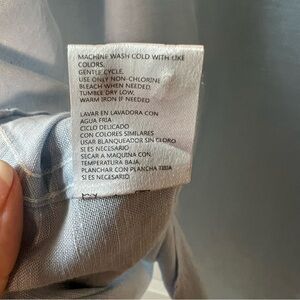 MACHINE WASH COLD WITH LIKE
COLORS,
GENTLE CYCLE,
USE ONLY NON-CHLORINE
BLEACH WHEN NEEDED,
TUMBLE DRY LOW,
WARM IRON IF NEEDED
LAVAR EN LAVADORA CON
AGUA FRIA
CICLO DELICADO
CON COLORES SIMILARES
USAR BLANQUEADOR SIN CLORO
SI ES NECESARIO
SECAR A MAQUINA CON
TEMPERATURA BAJA,
PLANCHAR CON PLANCHA TIBIA
SI ES NECESARIO